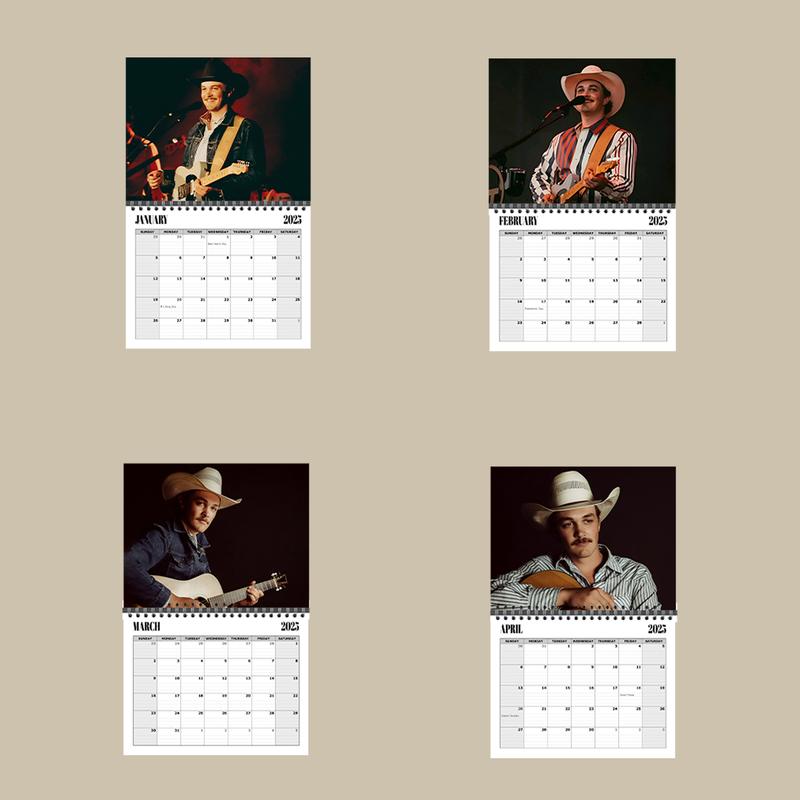 JANUARY 2025
SUNDAY MONDAY TUESDAY WEDNESDAY THURSDAY FRIDAY SATURDAY
29 30 31 1 2 3 4
New Year's Day
5 6 7 8 9 10 11
12 13 14 15 16 17 18
19 20 21 22 23 24 25
26 27 28 29 30 31 1
FEBRUARY 2025
SUNDAY MONDAY TUESDAY WEDNESDAY THURSDAY FRIDAY SATURDAY
26 27 28 29 30 31 1
2 3 4 5 6 7 8
9 10 11 12 13 14 15
16 17 18 19 20 21 22
Presidents' Day
23 24 25 26 27 28 1
MARCH 2025
SUNDAY MONDAY TUESDAY WEDNESDAY THURSDAY FRIDAY SATURDAY
23 24 25 26 27 28 1
2 3 4 5 6 7 8
9 10 11 12 13 14 15
16 17 18 19 20 21 22
23 24 25 26 27 28 29
30 31 1 2 3 4 5
APRIL 2025
SUNDAY MONDAY TUESDAY WEDNESDAY THURSDAY FRIDAY SATURDAY
30 31 1 2 3 4 5
6 7 8 9 10 11 12
13 14 15 16 17 18 19
Good Friday
20 21 22 23 24 25 26
Easter Sunday
27 28 29 30 1 2 3